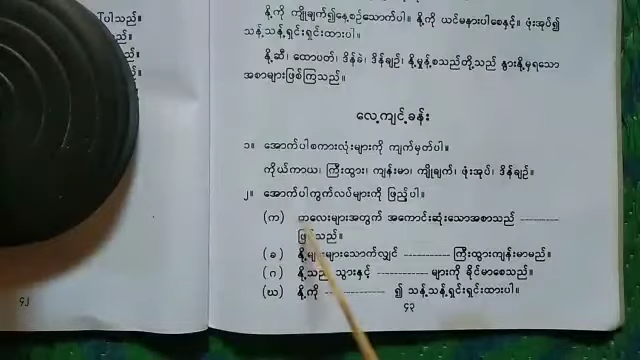 ပါသည်။
၄၂
နို့ကို ကျိုချက်၍နေ့စဉ်သောက်ပါ။ နို့ကို ယင်မနားပါစေနှင့်။ ဖုံးအုပ်၍
သန့်သန့်ရှင်းရှင်းထားပါ။
နို့ဆီ၊ ထောပတ်၊ ဒိန်ခဲ၊ ဒိန်ချဉ်၊ နို့မှုန့်စသည်တို့သည် နွားနို့မှရသော
အစာများဖြစ်ကြသည်။
လေ့ကျင့်ခန်း
၁။ အောက်ပါစကားလုံးများကို ကျက်မှတ်ပါ။
ကိုယ်ကာယ၊ ကြီးထွား၊ ကျန်းမာ၊ ကျိုချက်၊ ဖုံးအုပ်၊ ဒိန်ချဉ်။
၂။ အောက်ပါကွက်လပ်များကို ဖြည့်ပါ။
(က) ကလေးများအတွက် အကောင်းဆုံးသောအစာသည် ----------
ဖြစ်သည်။
(ခ) နို့များများသောက်လျှင် ----------- ကြီးထွားကျန်းမာမည်။
(ဂ) နို့သည် သွားနှင့် ------------ များကို ခိုင်မာစေသည်။
(ဃ) နို့ကို -------------- ၍ သန့်သန့်ရှင်းရှင်းထားပါ။
၄၃